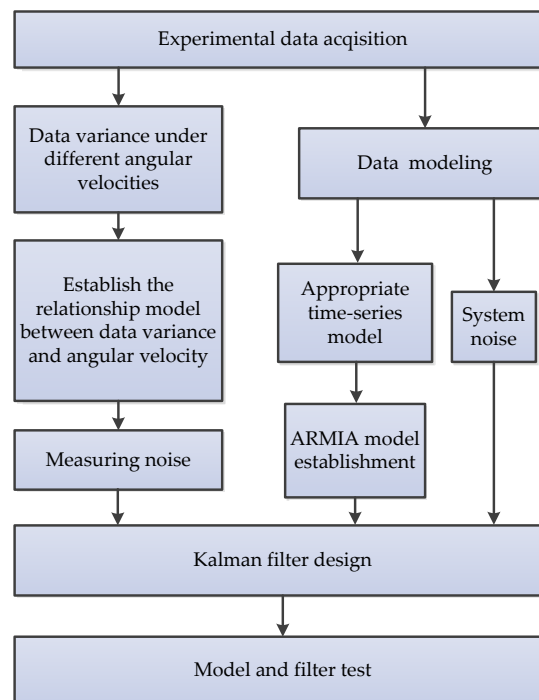 Experimental data acqisition
Data variance under
different angular
velocities
Data modeling
Establish the
relationship model
between data variance
and angular velocity
Appropriate
time-series
model
System
noise
Measuring noise
ARMIA model
establishment
Kalman filter design
Model and filter test